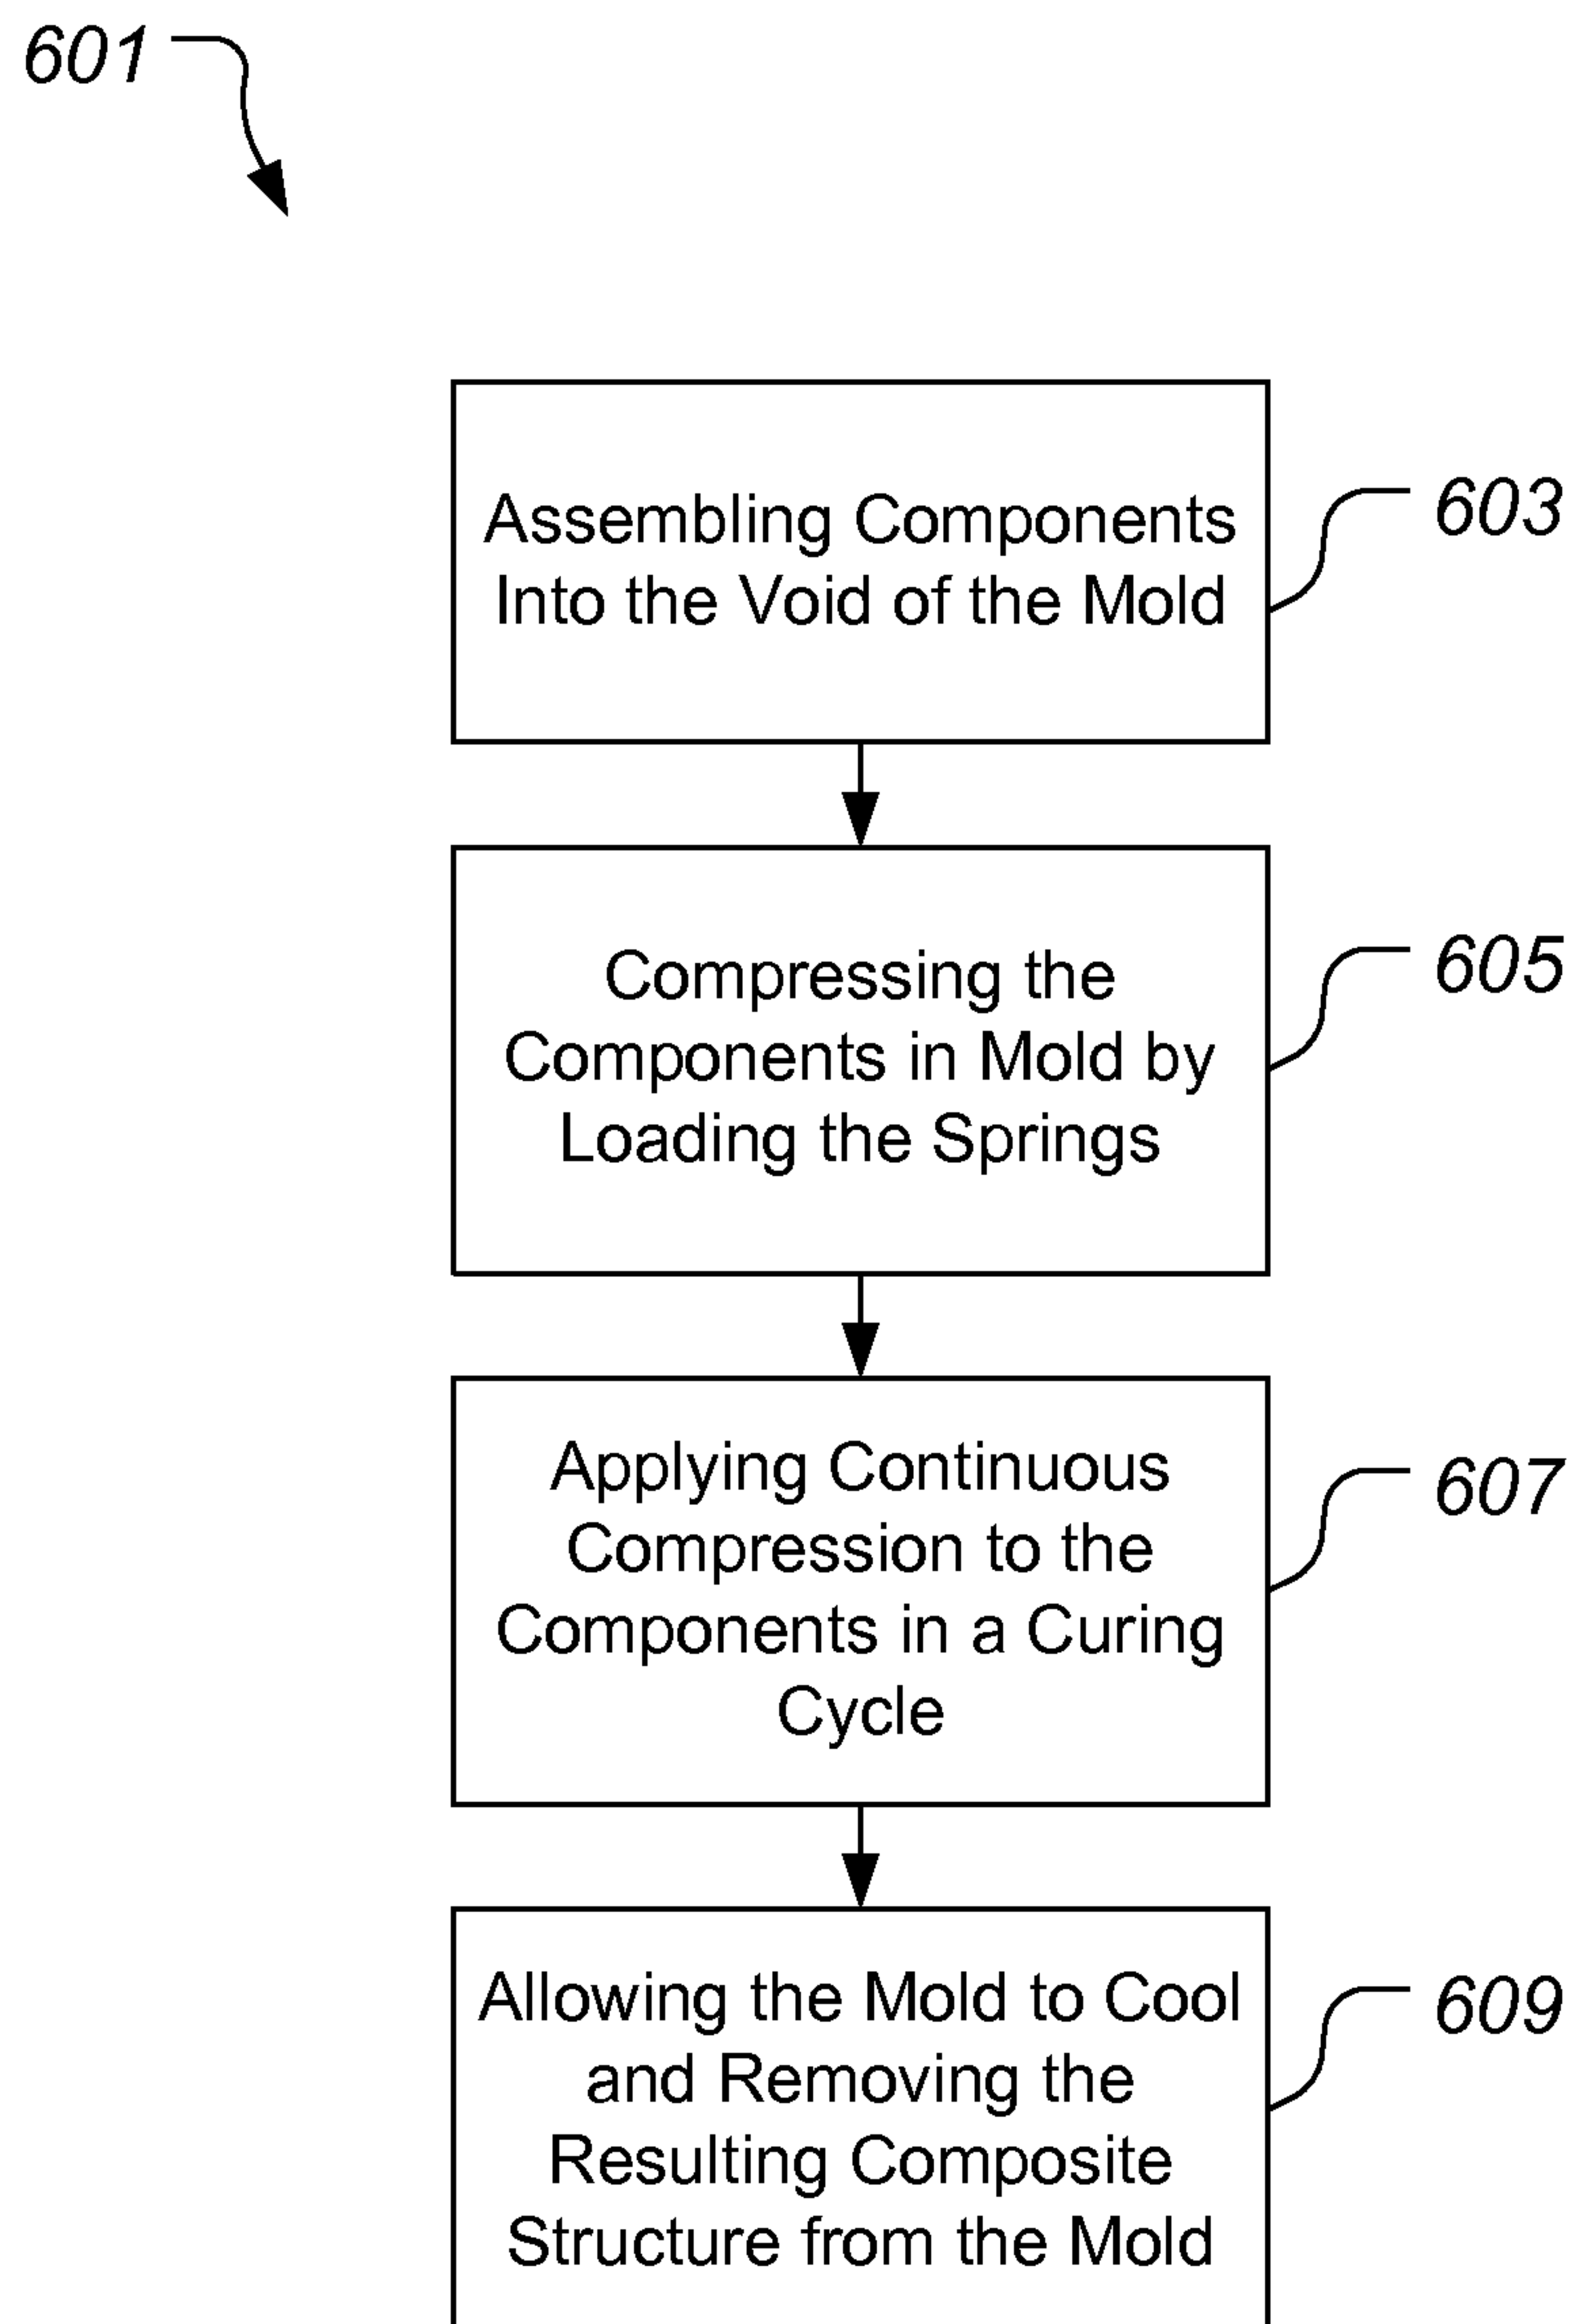 601
Assembling Components
Into the Void of the Mold
603
Compressing the
Components in Mold by
Loading the Springs
605
Applying Continuous
Compression to the
Components in a Curing
Cycle
607
Allowing the Mold to Cool
and Removing the
Resulting Composite
Structure from the Mold
609